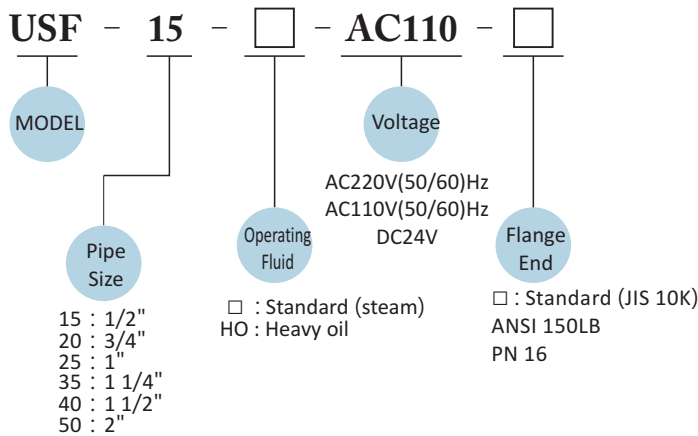 USF - 15 - □ - AC110 - □
MODEL
Voltage
AC220V(50/60)Hz
AC110V(50/60)Hz
DC24V
Pipe
Size
15 : 1/2"
20 : 3/4"
25 : 1"
35 : 1 1/4"
40 : 1 1/2"
50 : 2"
Operating
Fluid
□ : Standard (steam)
HO : Heavy oil
Flange
End
□ : Standard (JIS 10K)
ANSI 150LB
PN 16